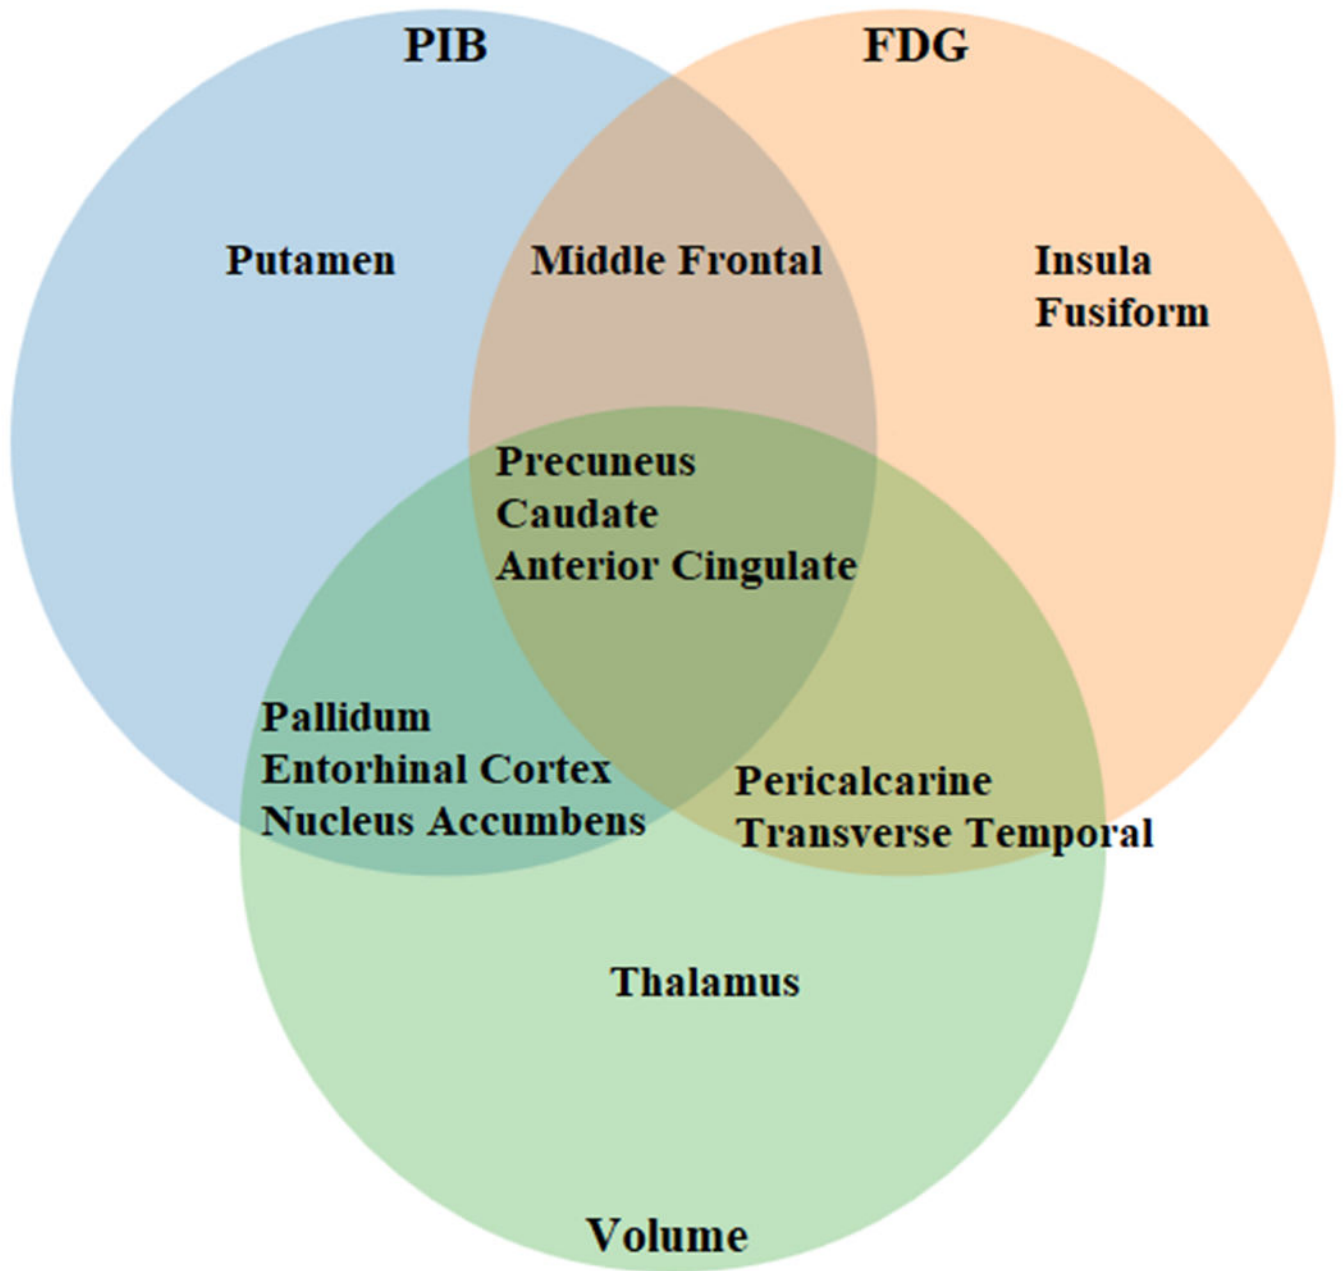 PIB
FDG
Putamen
Middle Frontal
Insula
Fusiform
Precuneus
Caudate
Anterior Cingulate
Pallidum
Entorhinal Cortex
Nucleus Accumbens
Pericalcarine
Transverse Temporal
Thalamus
Volume